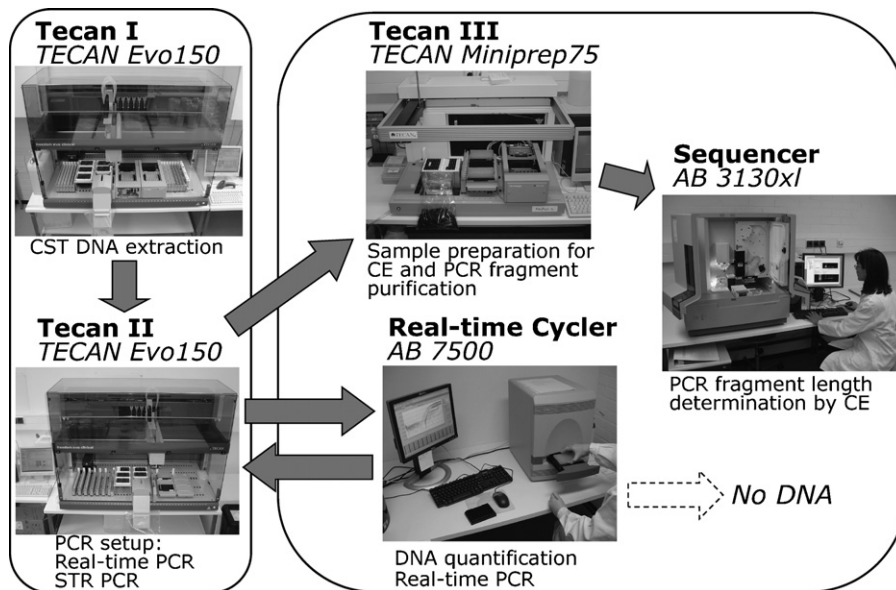 Tecan I
TECAN Evo150
CST DNA extraction
Tecan II
TECAN Evo150
PCR setup:
Real-time PCR
STR PCR
Tecan III
TECAN Miniprep75
TECAN
Sample preparation for
CE and PCR fragment
purification
Sequencer
AB 3130xl
PCR fragment length
determination by CE
Real-time Cycler
AB 7500
DNA quantification
Real-time PCR
No DNA